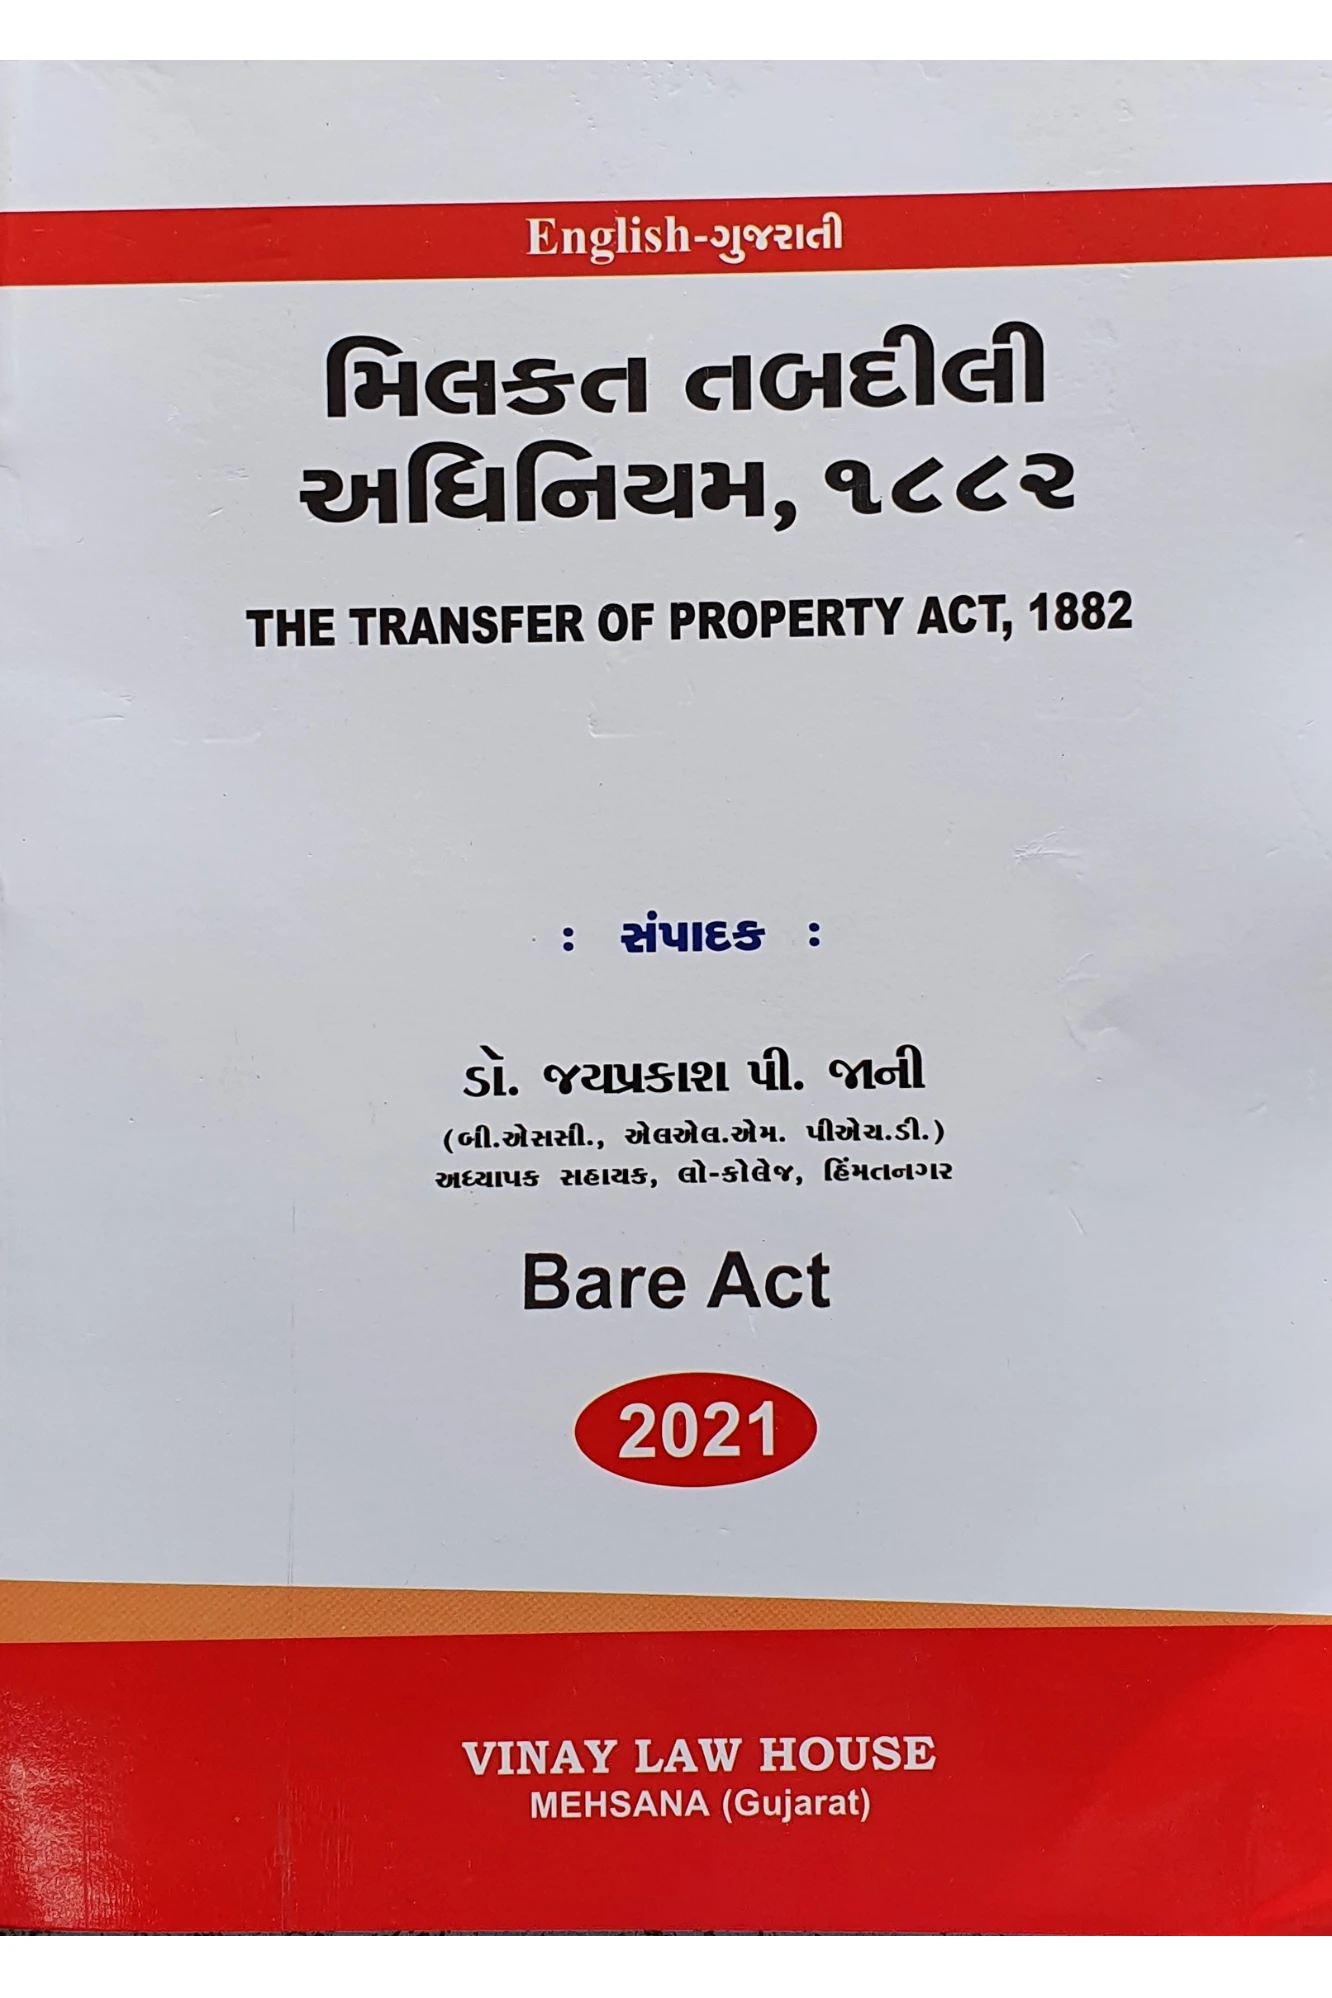 English-ગુજરાતી
મિલકત તબદીલી
અધિનિયમ, ૧૮૮૨
THE TRANSFER OF PROPERTY ACT, 1882
: સંપાદક :
ડૉ. જયપ્રકાશ પી. જાની
(બી.એસસી., એલએલ.એમ. પીએચ.ડી.)
અધ્યાપક સહાયક, લો-કોલેજ, હિંમતનગર
Bare Act
2021
VINAY LAW HOUSE
MEHSANA (Gujarat)